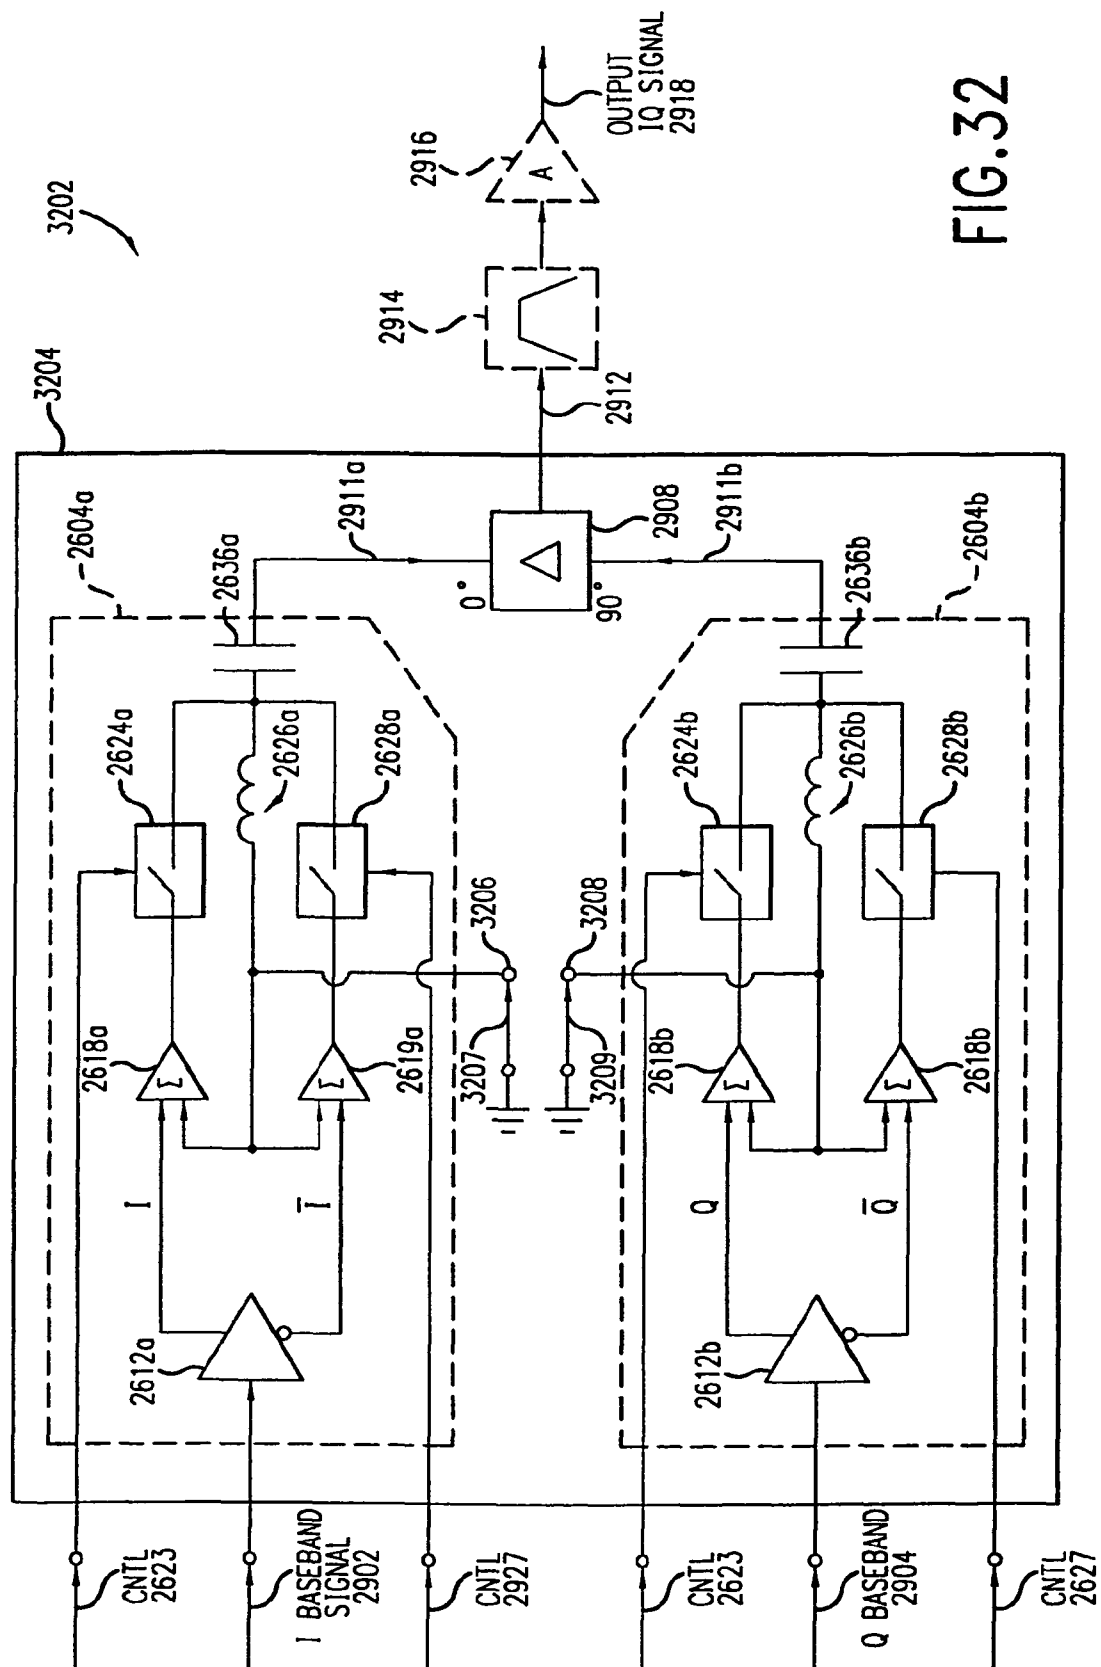 3202
3204
2604a
2624a
2636a
2626a
2628a
2618a
2619a
2612a
I
I̅
CNTL
2623
I BASEBAND
SIGNAL
2902
CNTL
2927
2911a
0°
2908
90°
2911b
2912
2914
2916
A
OUTPUT
IQ SIGNAL
2918
3206
3207
3208
3209
2604b
2624b
2636b
2626b
2628b
2618b
2618b
2612b
Q
Q̅
Σ
Σ
Σ
Σ
CNTL
2623
Q BASEBAND
2904
CNTL
2627
FIG.32